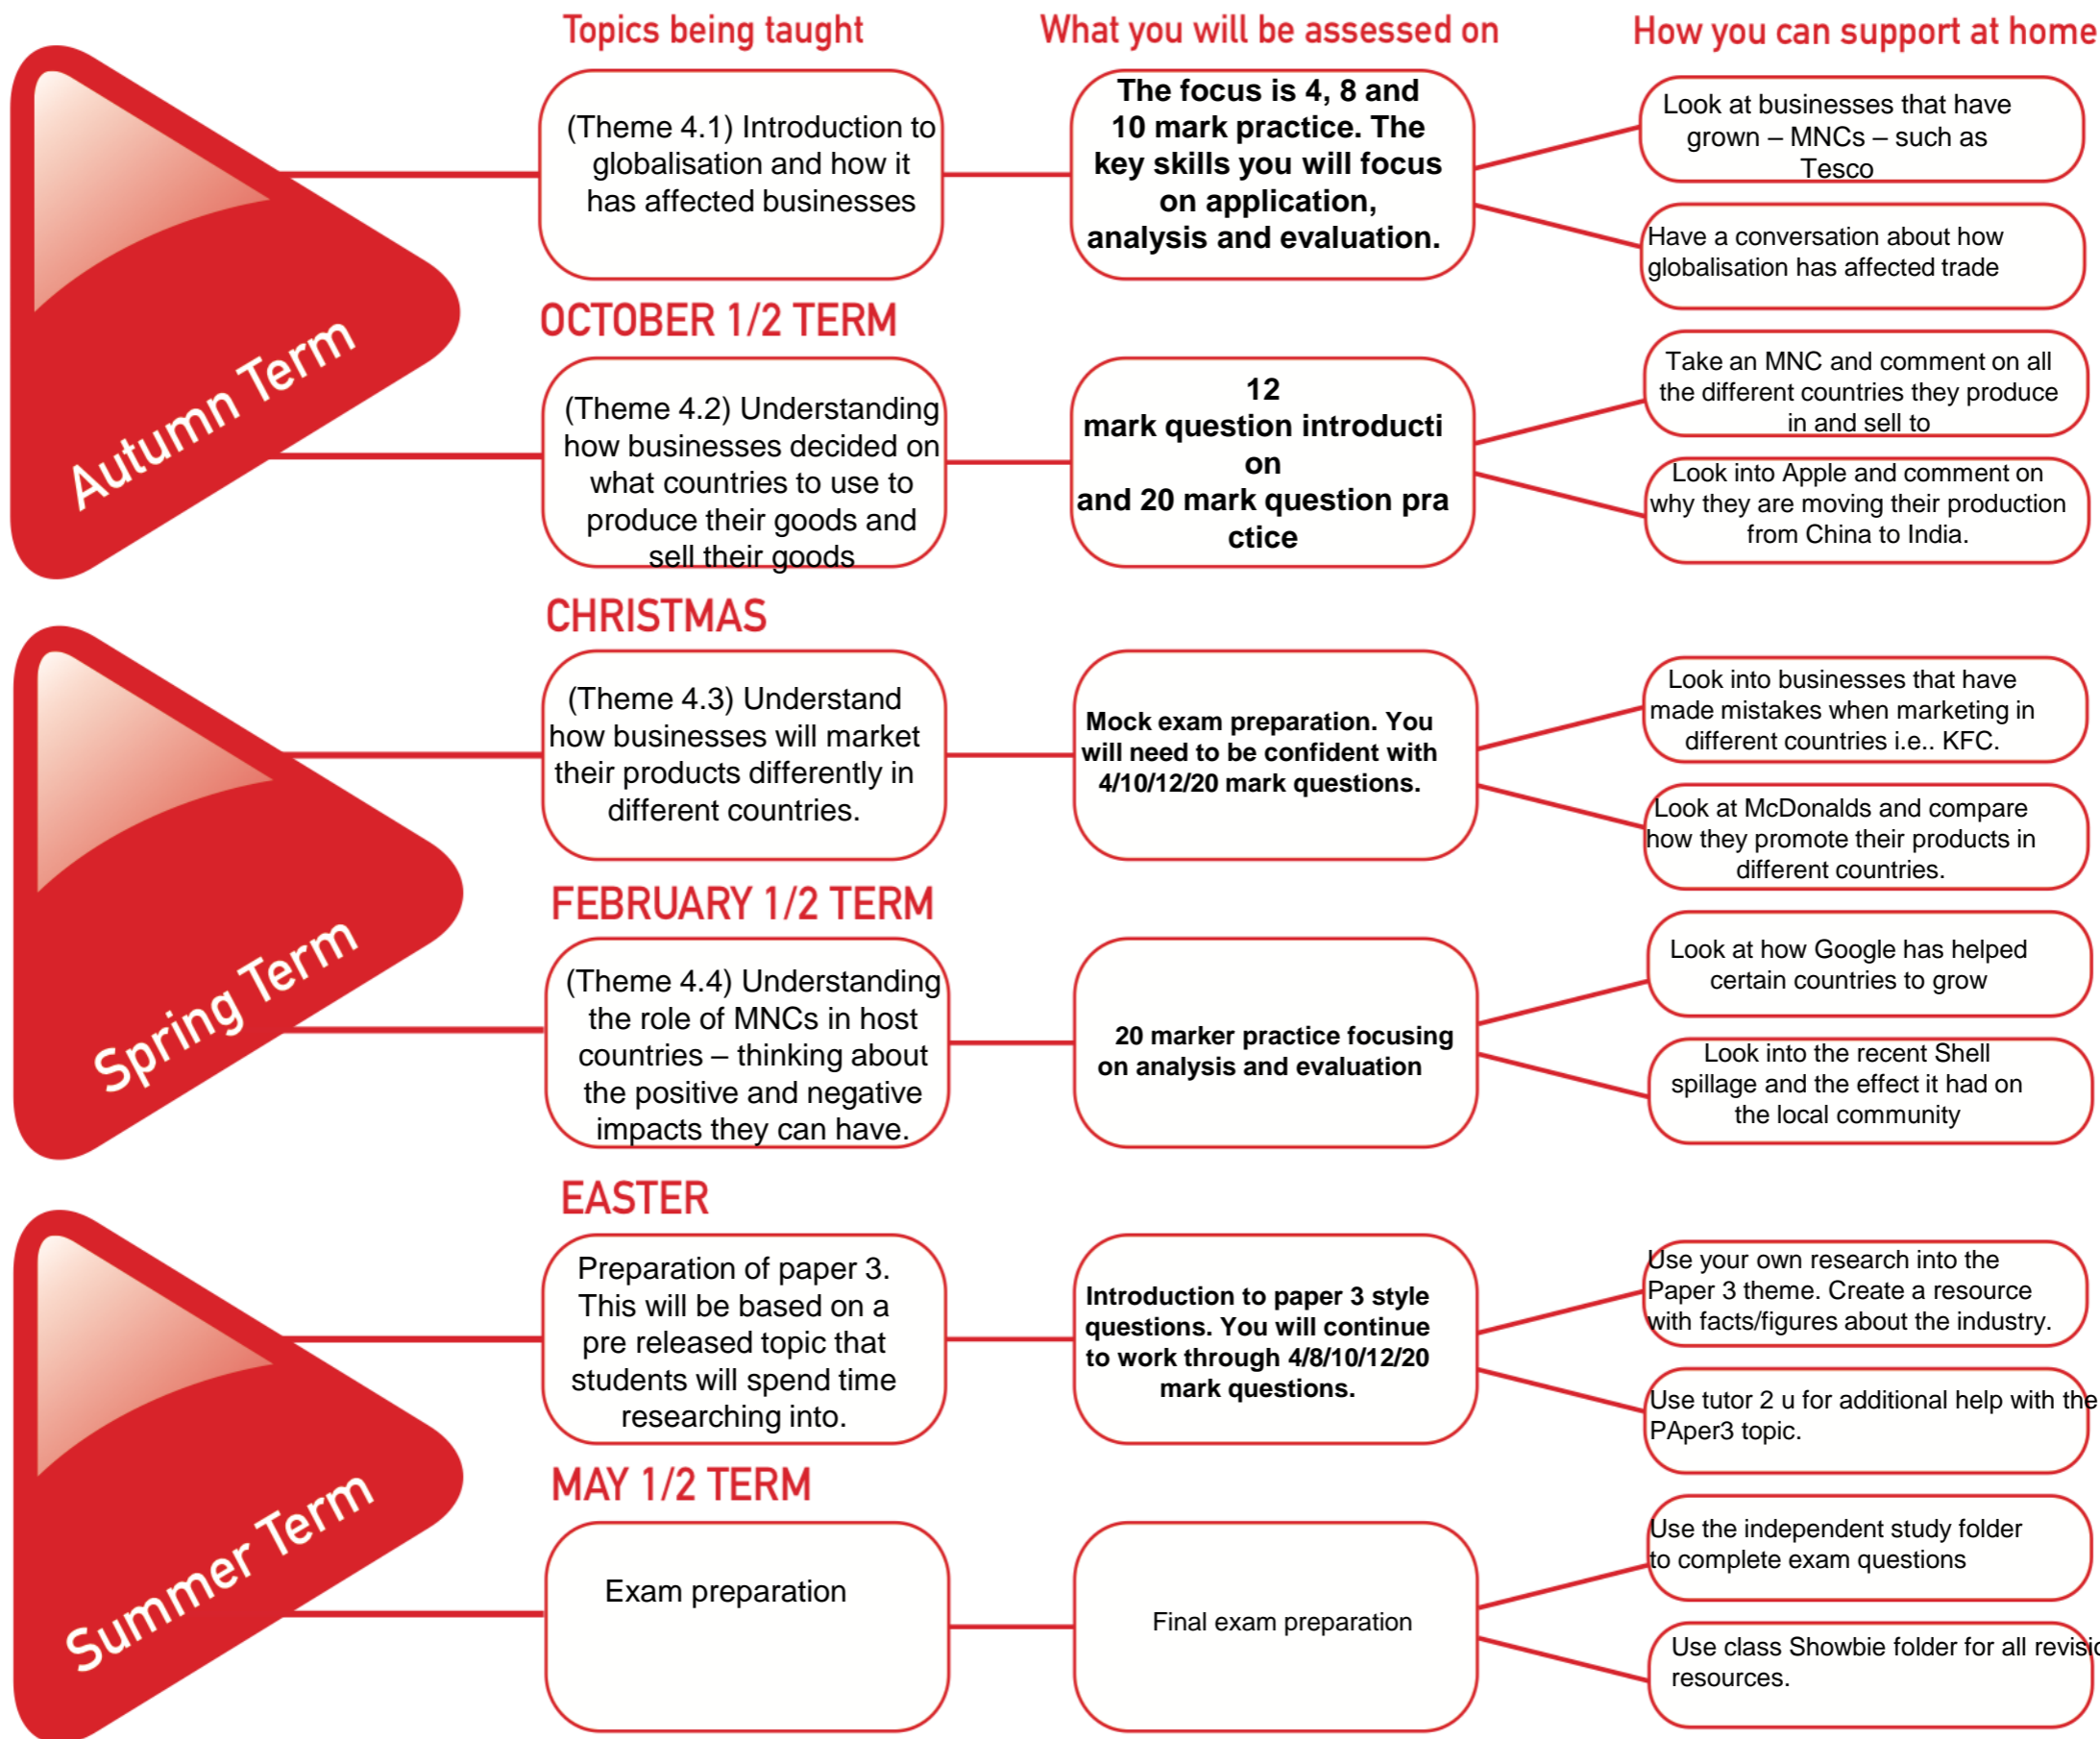 Topics being taught
What you will be assessed on
How you can support at home
Autumn Term
(Theme 4.1) Introduction to
globalisation and how it
has affected businesses
The focus is 4, 8 and
10 mark practice. The
key skills you will focus
on application,
analysis and evaluation.
Look at businesses that have
grown – MNCs – such as
Tesco
Have a conversation about how
globalisation has affected trade
OCTOBER 1/2 TERM
(Theme 4.2) Understanding
how businesses decided on
what countries to use to
produce their goods and
sell their goods
12
mark question introducti
on
and 20 mark question pra
ctice
Take an MNC and comment on all
the different countries they produce
in and sell to
Look into Apple and comment on
why they are moving their production
from China to India.
CHRISTMAS
Spring Term
(Theme 4.3) Understand
how businesses will market
their products differently in
different countries.
Mock exam preparation. You
will need to be confident with
4/10/12/20 mark questions.
Look into businesses that have
made mistakes when marketing in
different countries i.e.. KFC.
Look at McDonalds and compare
how they promote their products in
different countries.
FEBRUARY 1/2 TERM
(Theme 4.4) Understanding
the role of MNCs in host
countries – thinking about
the positive and negative
impacts they can have.
20 marker practice focusing
on analysis and evaluation
Look at how Google has helped
certain countries to grow
Look into the recent Shell
spillage and the effect it had on
the local community
EASTER
Summer Term
Preparation of paper 3.
This will be based on a
pre released topic that
students will spend time
researching into.
Introduction to paper 3 style
questions. You will continue
to work through 4/8/10/12/20
mark questions.
Use your own research into the
Paper 3 theme. Create a resource
with facts/figures about the industry.
Use tutor 2 u for additional help with the
PAper3 topic.
MAY 1/2 TERM
Exam preparation
Final exam preparation
Use the independent study folder
to complete exam questions
Use class Showbie folder for all revisio
resources.